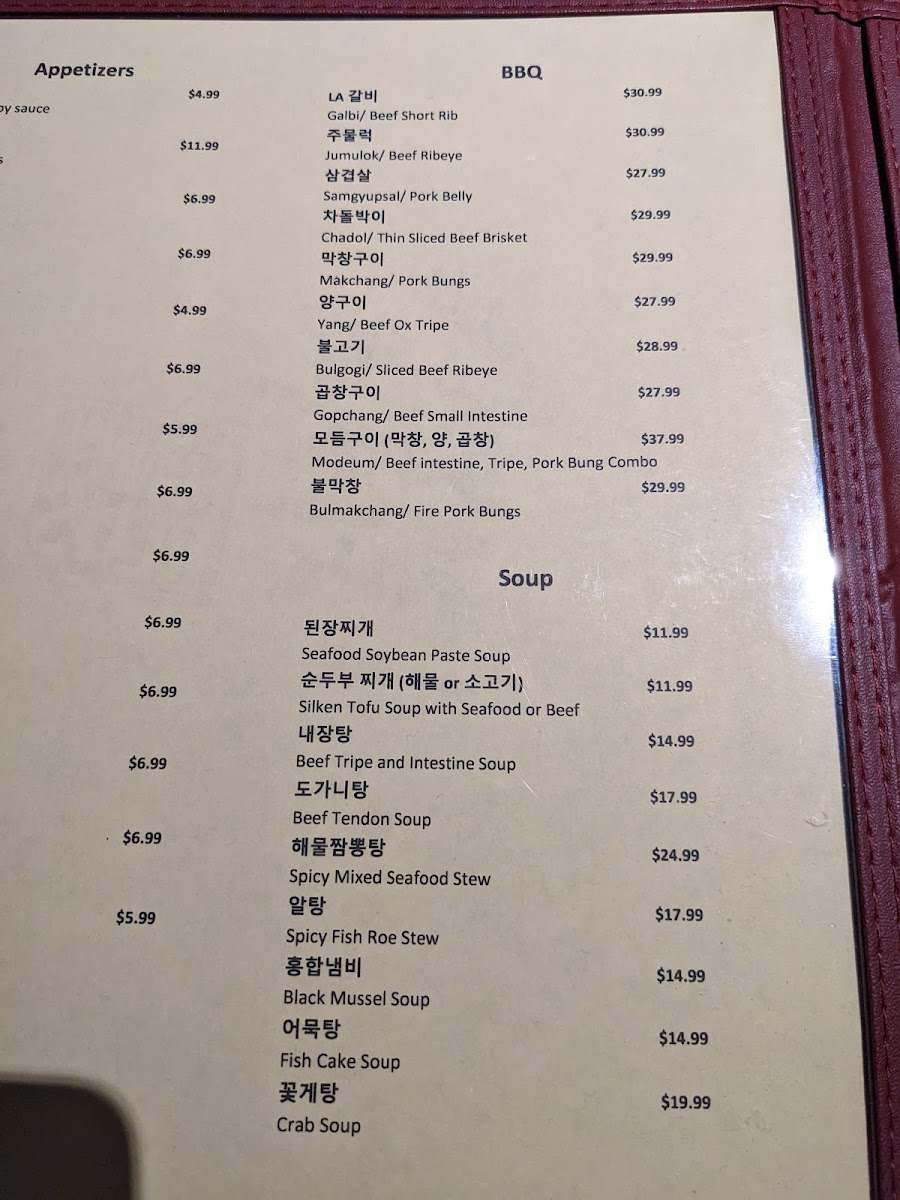 Appetizers
$4.99
oy sauce
$11.99
s
$6.99
$6.99
$4.99
$6.99
$5.99
$6.99
$6.99
$6.99
$6.99
$6.99
$6.99
$5.99
BBQ
LA 갈비 $30.99
Galbi/ Beef Short Rib
주물럭 $30.99
Jumulok/ Beef Ribeye
삼겹살 $27.99
Samgyupsal/ Pork Belly
차돌박이 $29.99
Chadol/ Thin Sliced Beef Brisket
막창구이 $29.99
Makchang/ Pork Bungs
양구이 $27.99
Yang/ Beef Ox Tripe
불고기 $28.99
Bulgogi/ Sliced Beef Ribeye
곱창구이 $27.99
Gopchang/ Beef Small Intestine
모듬구이 (막창, 양, 곱창) $37.99
Modeum/ Beef intestine, Tripe, Pork Bung Combo
불막창 $29.99
Bulmakchang/ Fire Pork Bungs
Soup
된장찌개 $11.99
Seafood Soybean Paste Soup
순두부 찌개 (해물 or 소고기) $11.99
Silken Tofu Soup with Seafood or Beef
내장탕 $14.99
Beef Tripe and Intestine Soup
도가니탕 $17.99
Beef Tendon Soup
해물짬뽕탕 $24.99
Spicy Mixed Seafood Stew
알탕 $17.99
Spicy Fish Roe Stew
홍합냄비 $14.99
Black Mussel Soup
어묵탕 $14.99
Fish Cake Soup
꽃게탕 $19.99
Crab Soup